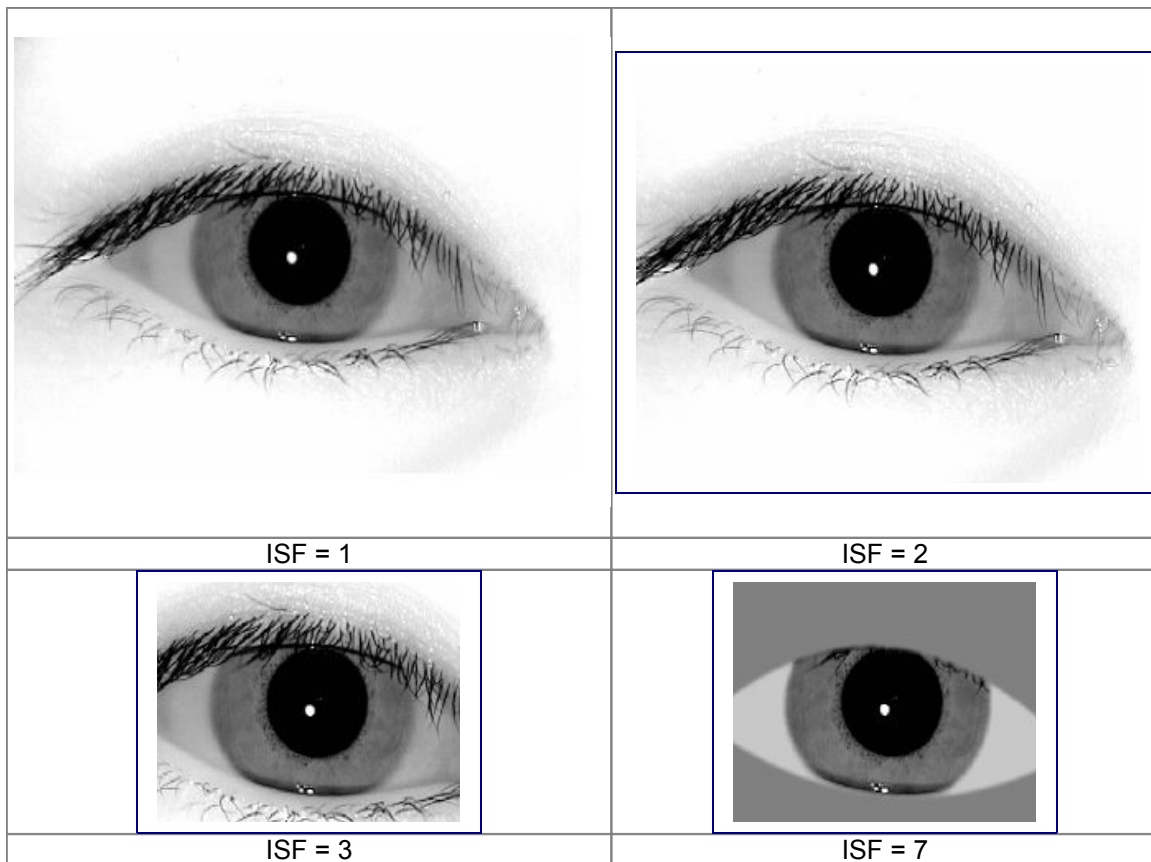 ISF = 1
ISF = 2
ISF = 3
ISF = 7